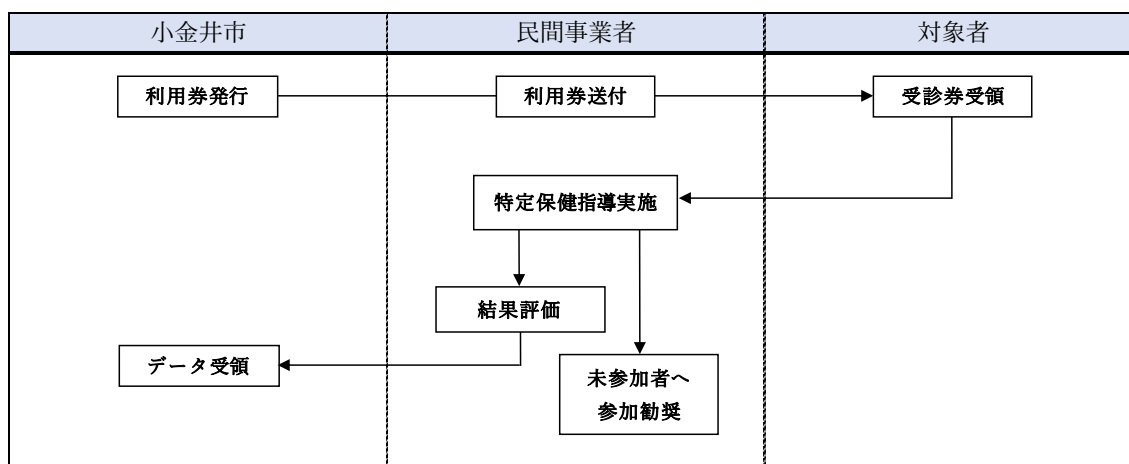 小金井市
民間事業者
対象者
利用券発行
利用券送付
受診券受領
特定保健指導実施
結果評価
データ受領
未参加者へ
参加勧奨